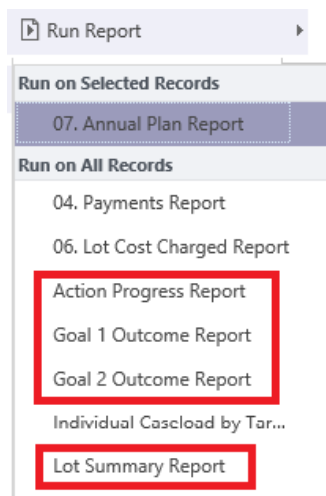 Run Report
Run on Selected Records
07. Annual Plan Report
Run on All Records
04. Payments Report
06. Lot Cost Charged Report
Action Progress Report
Goal 1 Outcome Report
Goal 2 Outcome Report
Individual Caseload by Tar...
Lot Summary Report